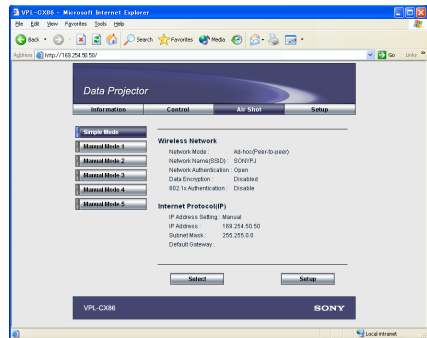 VPL-CX86 - Microsoft Internet Explorer
File Edit View Favorites Tools Help
Back Search Favorites Media
Address http://169.254.50.50/ Go Links »
Data Projector
Information Control Air Shot Setup
Simple Mode
Manual Mode 1
Manual Mode 2
Manual Mode 3
Manual Mode 4
Manual Mode 5
Wireless Network
Network Mode : Ad-hoc(Peer-to-peer)
Network Name(SSID) : SONYPJ
Network Authentication : Open
Data Encryption : Disabled
802.1x Authentication : Disable
Internet Protocol(IP)
IP Address Setting : Manual
IP Address : 169.254.50.50
Subnet Mask : 255.255.0.0
Default Gateway :
Select Setup
VPL-CX86 SONY
Local intranet